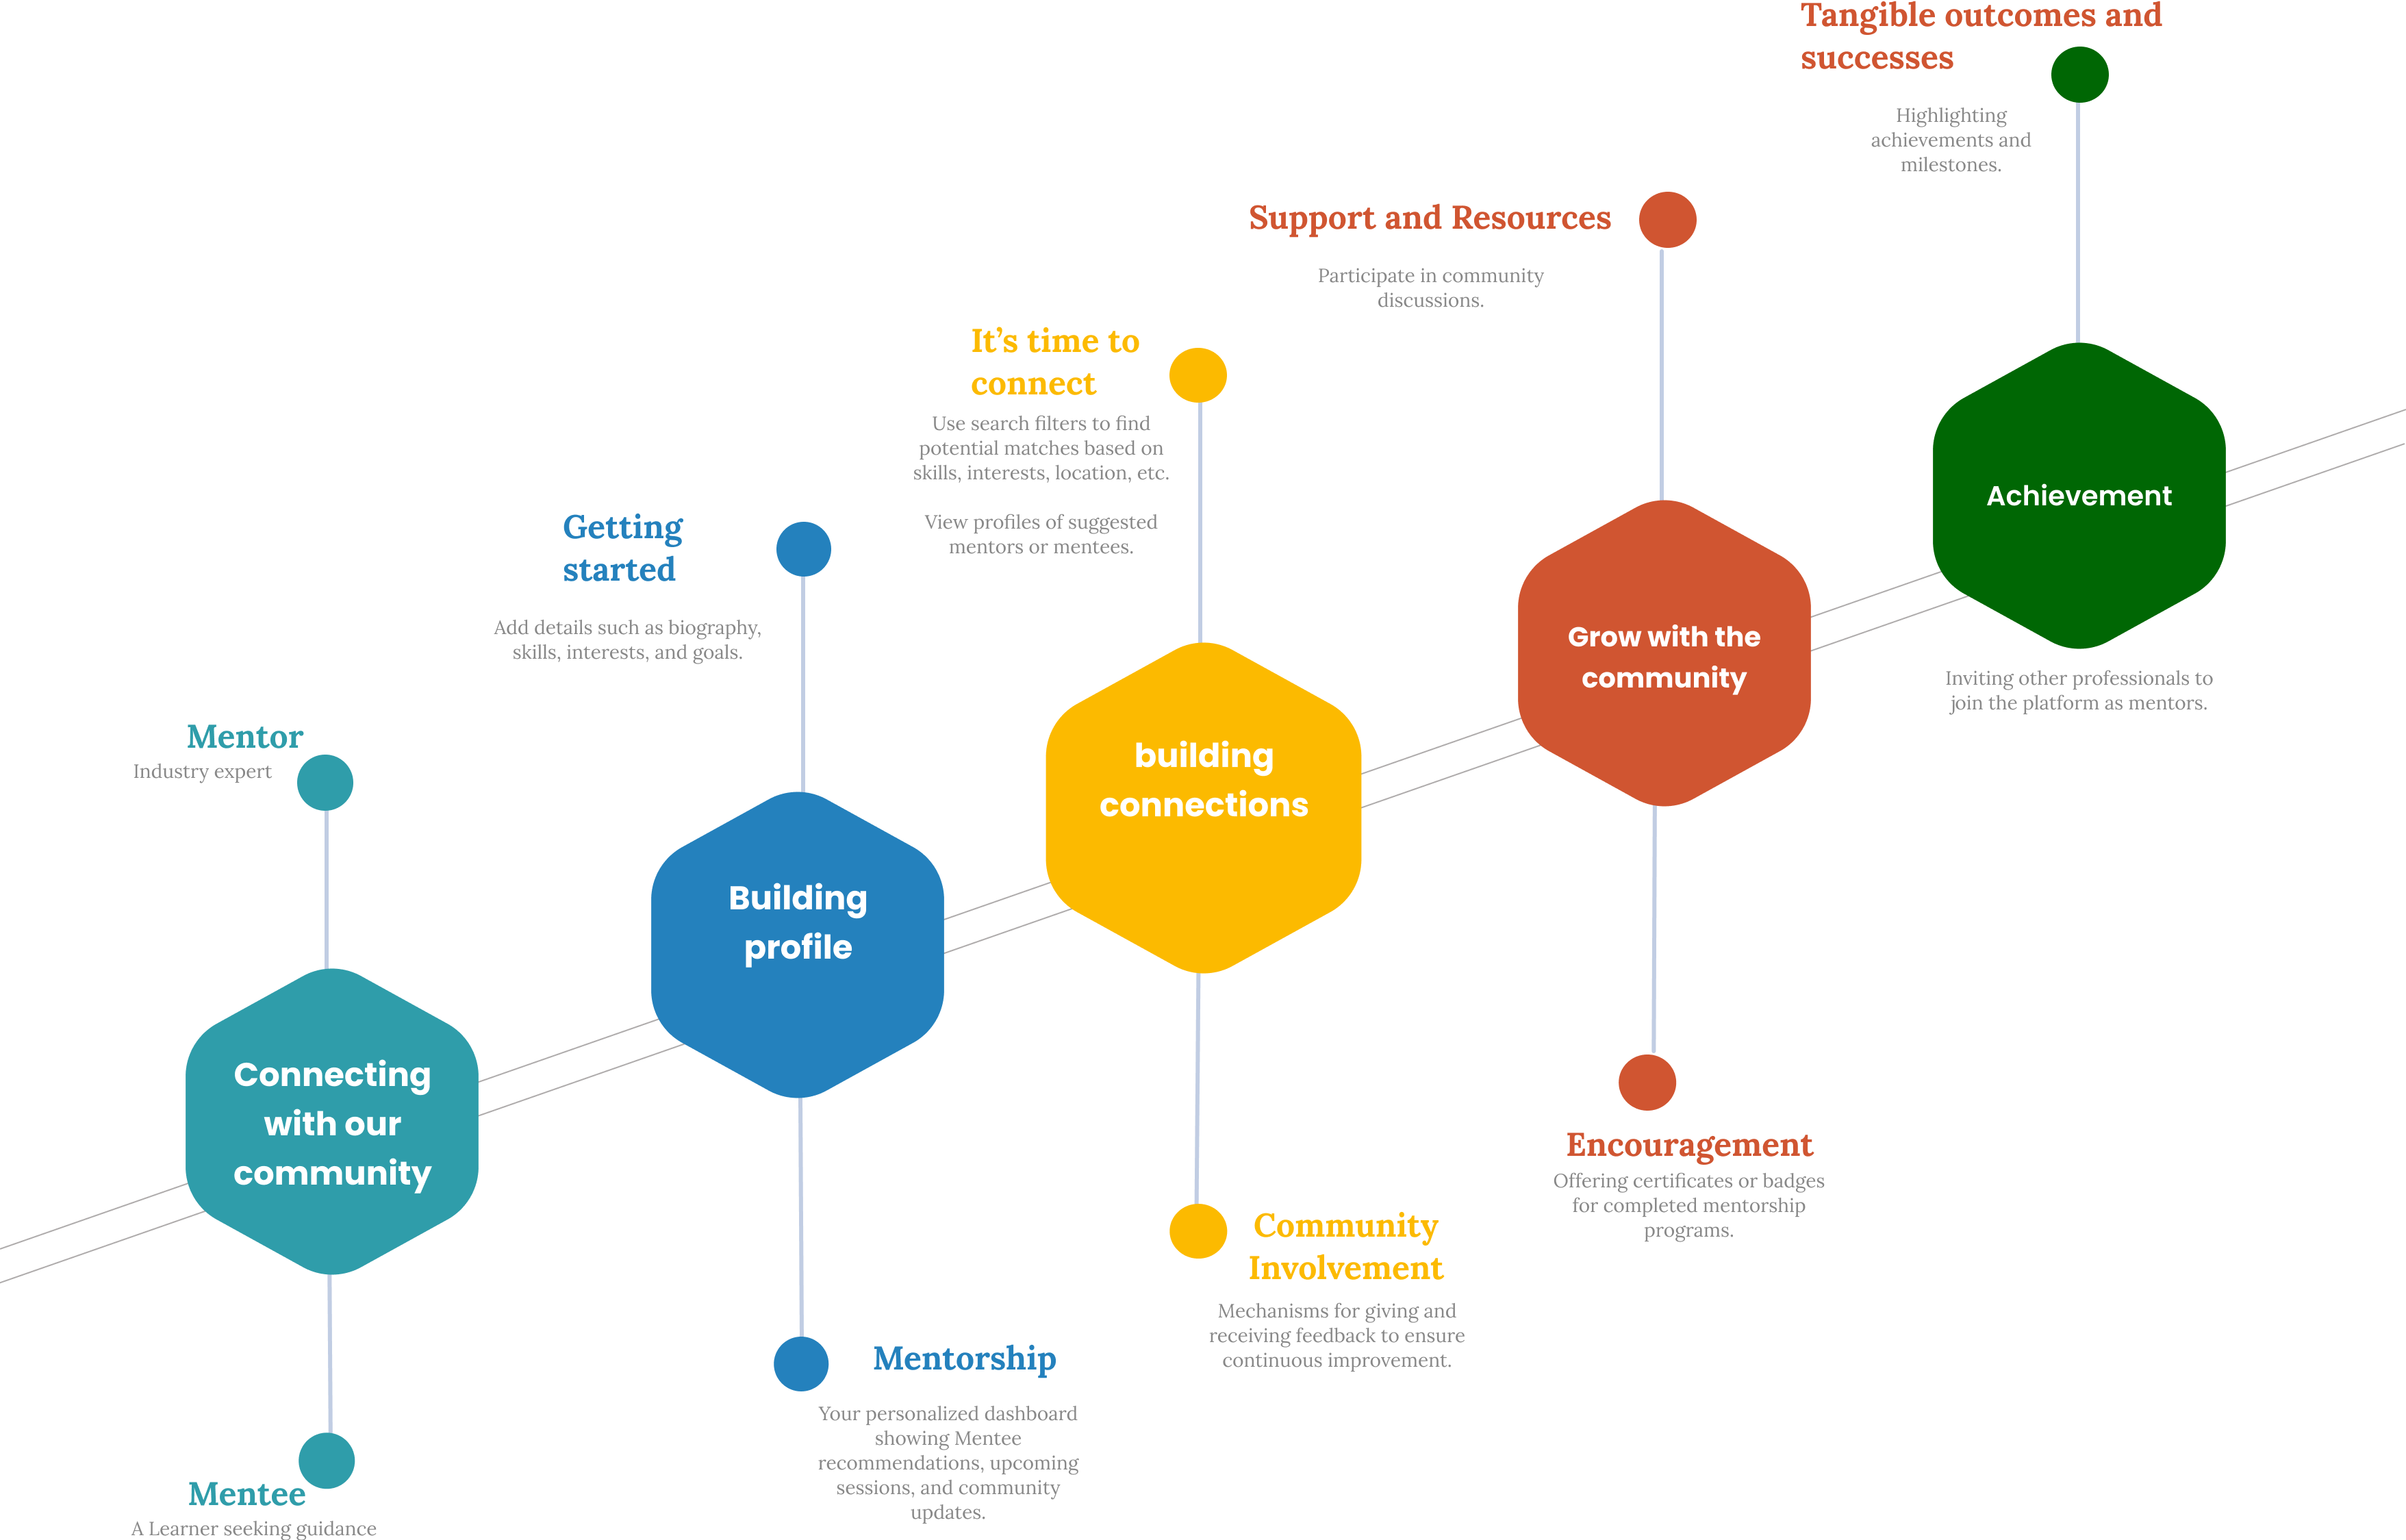 Tangible outcomes and
successes
Highlighting
achievements and
milestones.
Support and Resources
Participate in community
discussions.
It’s time to
connect
Use search filters to find
potential matches based on
skills, interests, location, etc.
View profiles of suggested
mentors or mentees.
Getting
started
Add details such as biography,
skills, interests, and goals.
Mentor
Industry expert
Connecting
with our
community
Building
profile
building
connections
Grow with the
community
Achievement
Inviting other professionals to
join the platform as mentors.
Encouragement
Offering certificates or badges
for completed mentorship
programs.
Community
Involvement
Mechanisms for giving and
receiving feedback to ensure
continuous improvement.
Mentorship
Your personalized dashboard
showing Mentee
recommendations, upcoming
sessions, and community
updates.
Mentee
A Learner seeking guidance